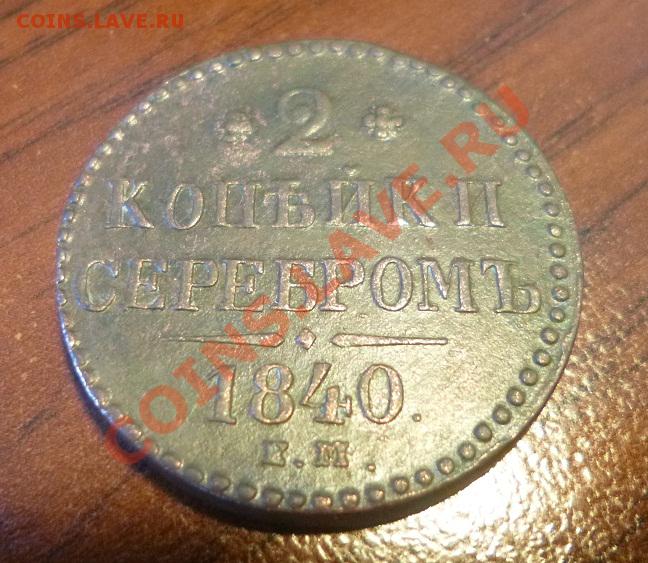 COINS.LAVE.RU
2
КОПѢЙКИ
СЕРЕБРОМЪ
1840.
Е.М.
COINS.LAVE.RU